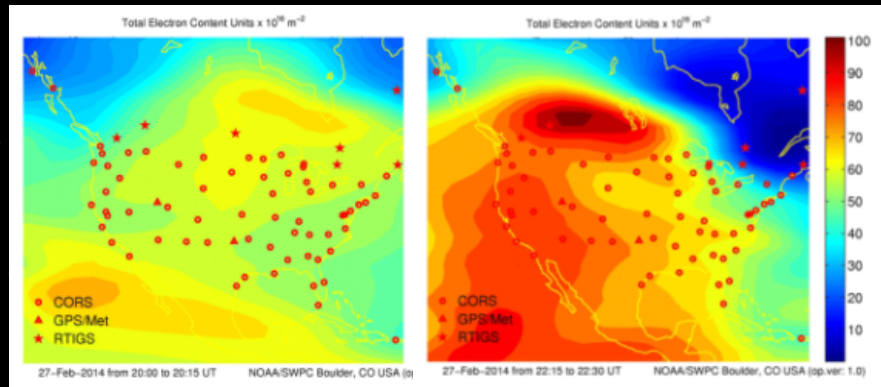 Total Electron Content Units x 10¹⁶ m⁻²
CORS
GPS/Met
RTIGS
27-Feb-2014 from 20:00 to 20:15 UT
NOAA/SWPC Boulder, CO USA (op
Total Electron Content Units x 10¹⁶ m⁻²
CORS
GPS/Met
RTIGS
27-Feb-2014 from 22:15 to 22:30 UT
NOAA/SWPC Boulder, CO USA (op.ver: 1.0)
100
90
80
70
60
50
40
30
20
10